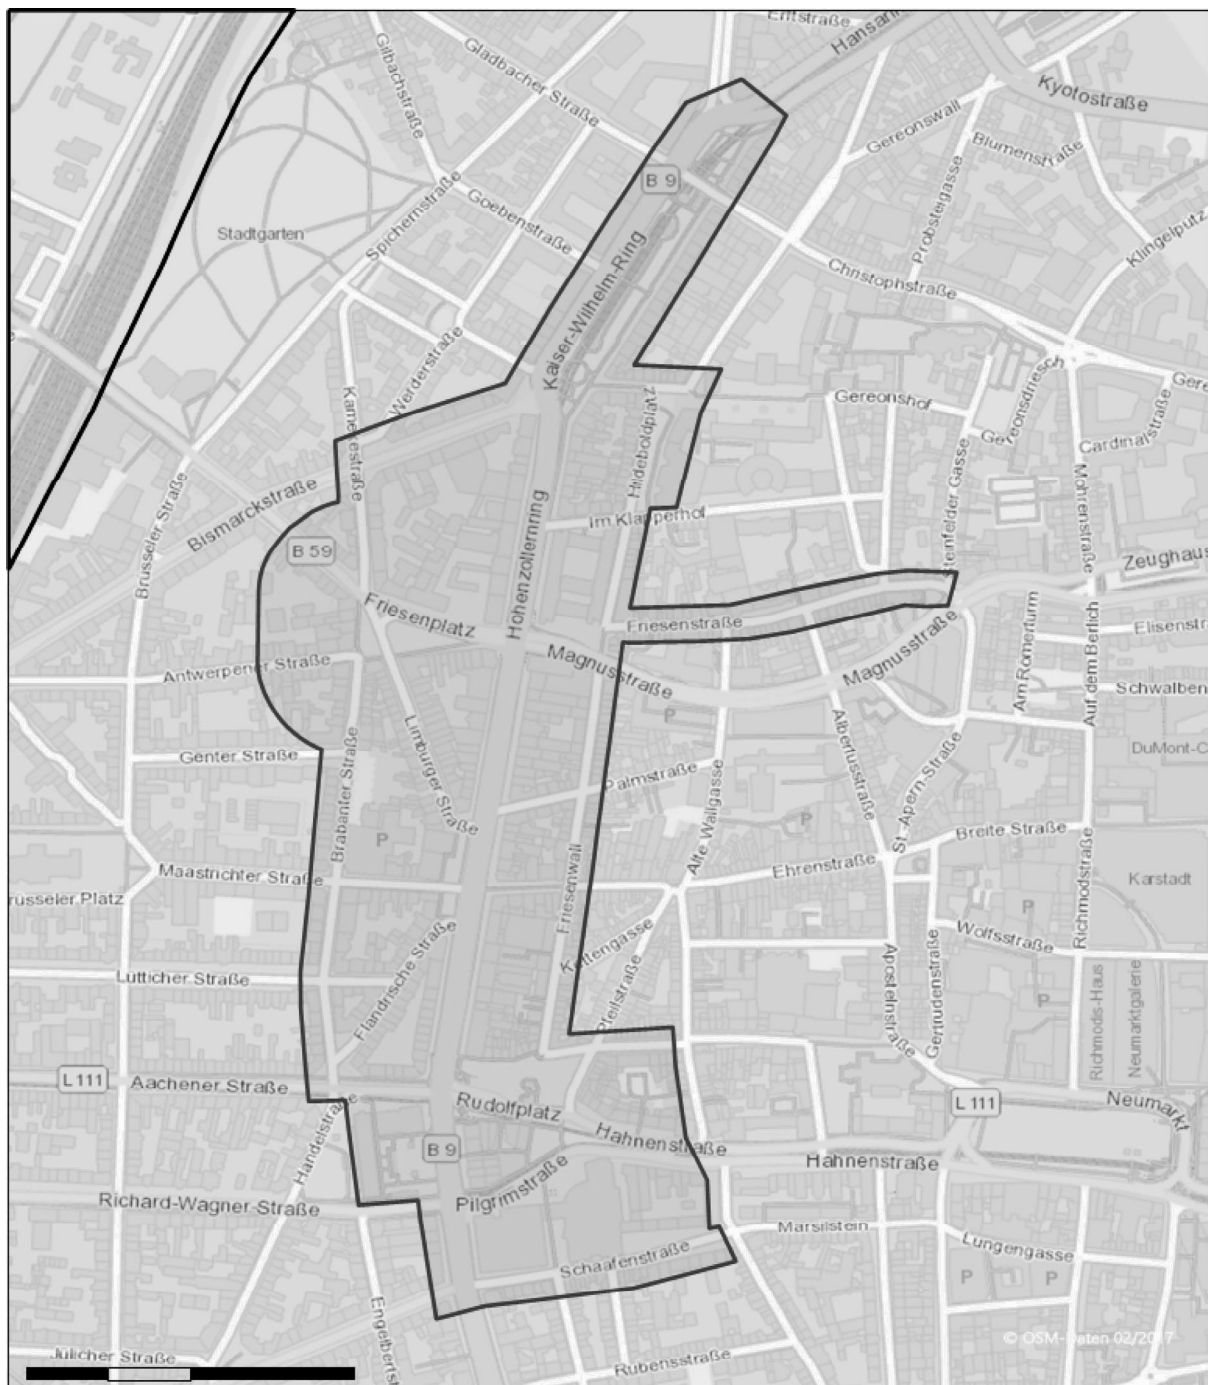 Erftstraße
Kyotostraße
Gilbachstraße
Gladbacher Straße
Gereonswall
Blumenstraße
B 9
Probsteigasse
Goebenstraße
Spichernstraße
Stadtgarten
Klingelpütz
Christophstraße
Kaiser-Wilhelm-Ring
Werderstraße
Kamekestraße
Gereonshof
Gereonsdriesch
Cardinalstraße
Hildeboldplatz
Steinfelder Gasse
Mohrenstraße
Bismarckstraße
Im Klapperhof
Brüsseler Straße
Hohenzollernring
B 59
Zeughaus
Friesenplatz
Friesenstraße
Magnusstraße
Magnusstraße
Am Römerturm
Auf dem Berlich
Elisenstr
Antwerpener Straße
Schwalben
P
Albertusstraße
Limburger Straße
Genter Straße
Brabanter Straße
DuMont-C
Palmstraße
St.-Apern-Straße
Alte Wallgasse
P
P
Breite Straße
Ehrenstraße
Richmodstraße
Maastrichter Straße
Friesenwall
Karstadt
rüsseler Platz
P
Wolfsstraße
Kettengasse
Flandrische Straße
Pfeilstraße
Apostelnstraße
Gertrudenstraße
Lütticher Straße
P
Richmodis-Haus
Neumarktgalerie
L 111
Aachener Straße
Rudolfplatz
L 111
Neumarkt
Händelstraße
B 9
Hahnenstraße
Hahnenstraße
Richard-Wagner-Straße
Pilgrimstraße
Marsilstein
Schaafenstraße
Lungengasse
P
P
Engelbertst
© OSM-Daten 02/2017
Jülicher Straße
Rubensstraße